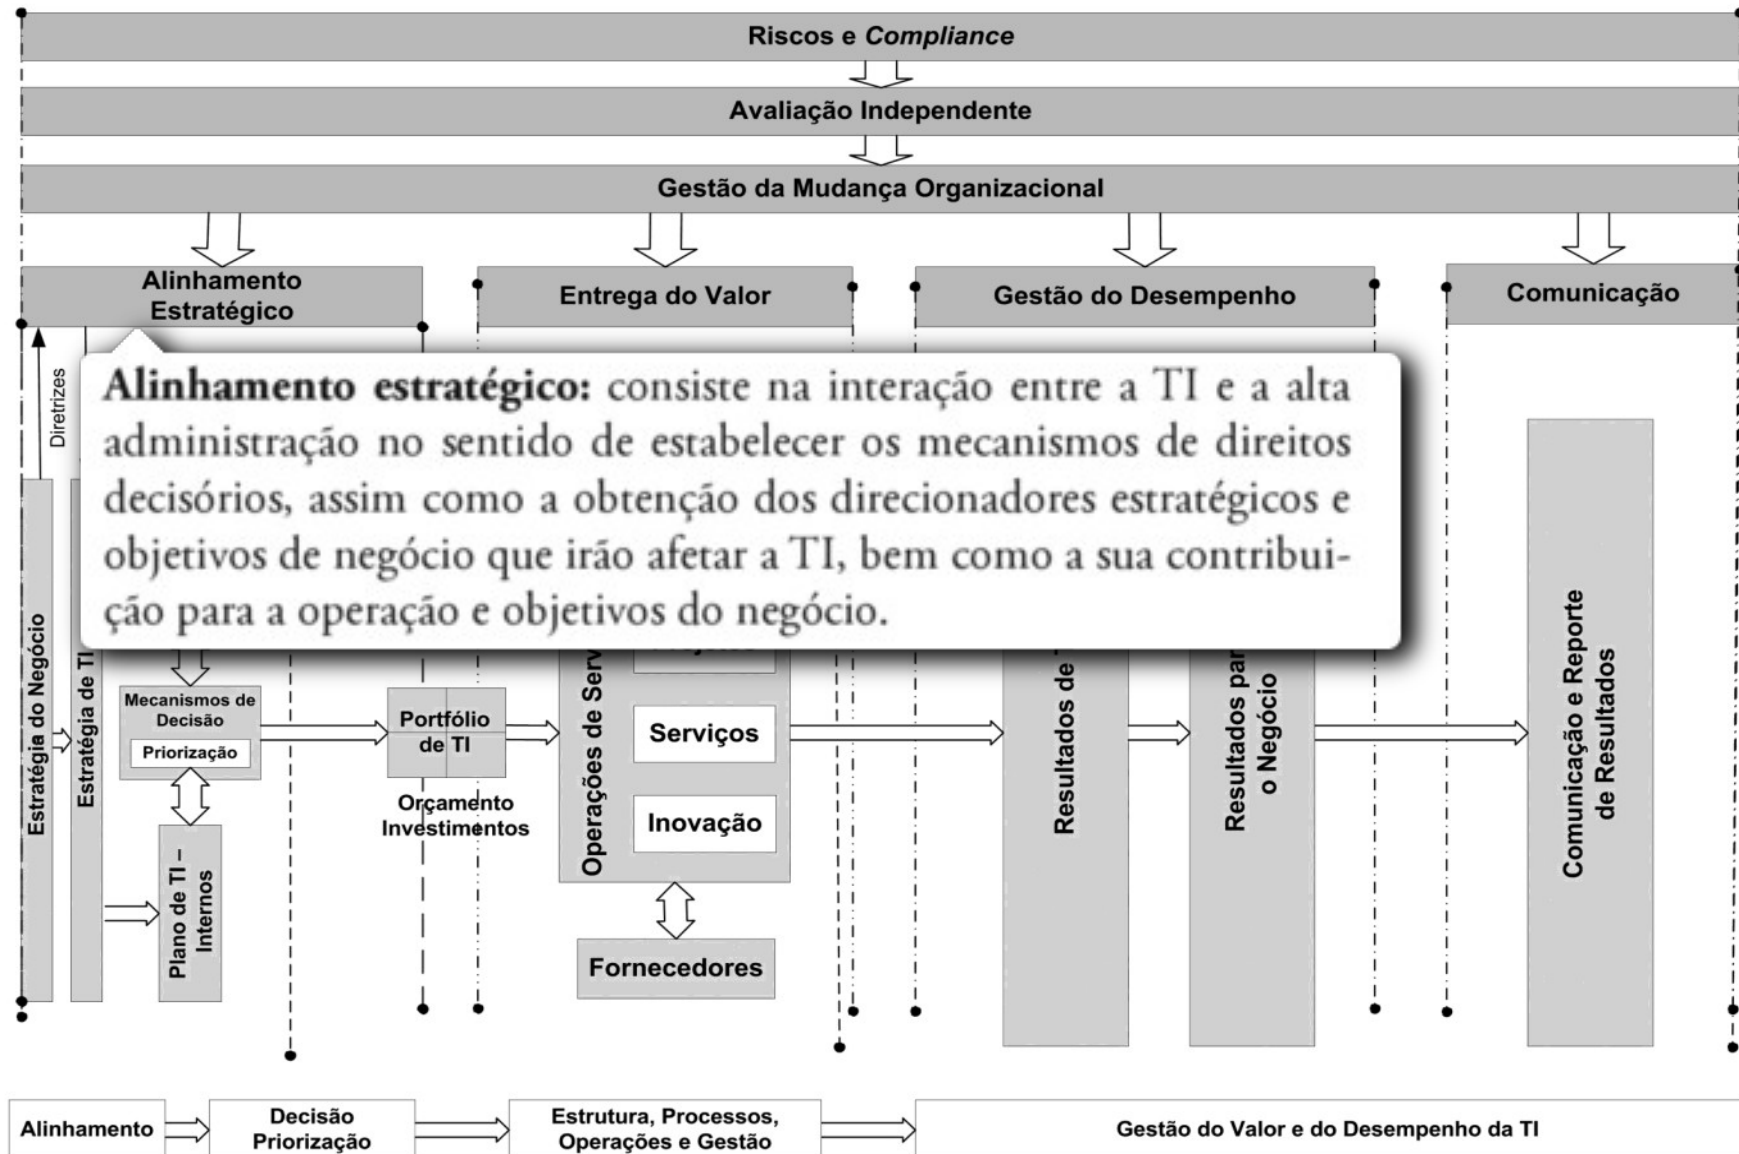 Riscos e Compliance
Avaliação Independente
Gestão da Mudança Organizacional
Alinhamento
Estratégico
Entrega do Valor
Gestão do Desempenho
Comunicação
Diretrizes
Alinhamento estratégico: consiste na interação entre a TI e a alta
administração no sentido de estabelecer os mecanismos de direitos
decisórios, assim como a obtenção dos direcionadores estratégicos e
objetivos de negócio que irão afetar a TI, bem como a sua contribui-
ção para a operação e objetivos do negócio.
Estratégia do Negócio
Estratégia de TI
Mecanismos de
Decisão
Priorização
Plano de TI –
Internos
Portfólio
de TI
Orçamento
Investimentos
Operações de
Serviços
Inovação
Fornecedores
Resultados de
Resultados
o Negócio
Comunicação e Reporte
de Resultados
Alinhamento
Decisão
Priorização
Estrutura, Processos,
Operações e Gestão
Gestão do Valor e do Desempenho da TI